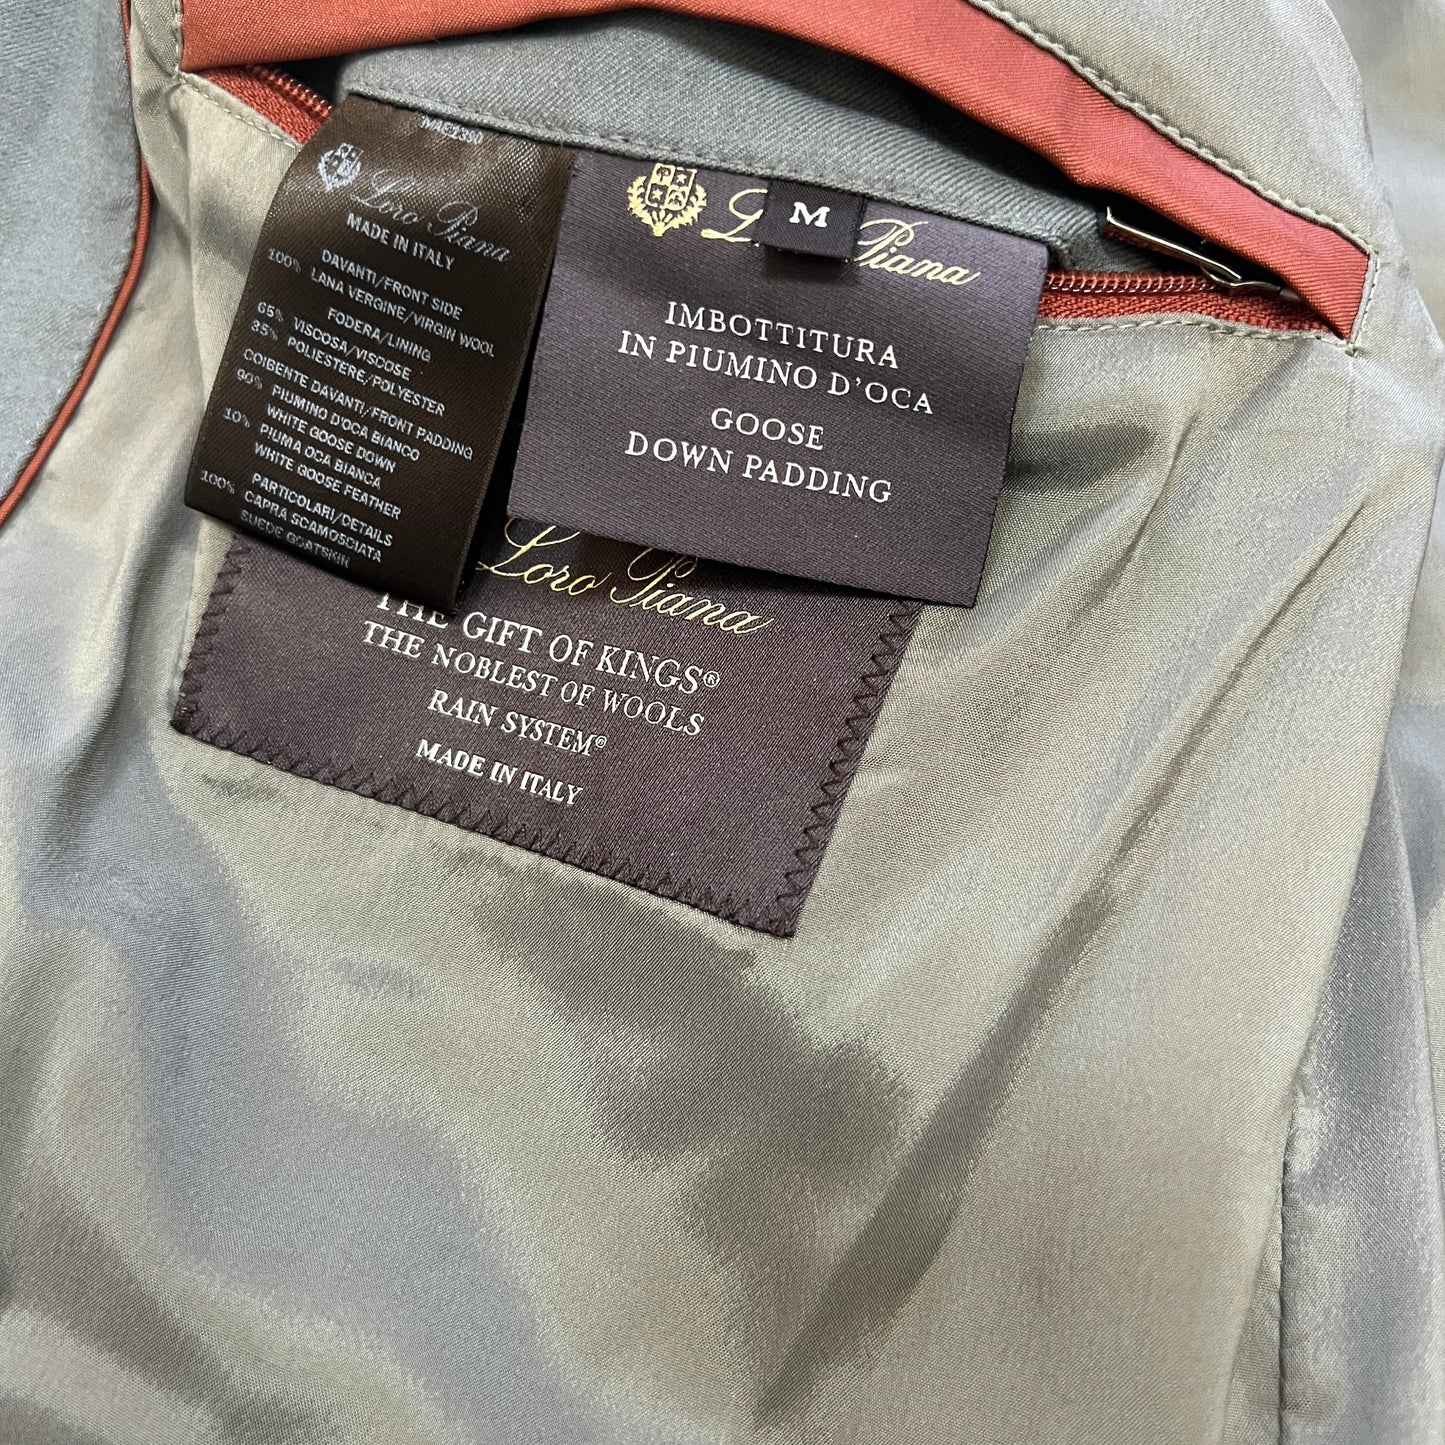 MAE1390
Loro Piana
MADE IN ITALY
DAVANTI/FRONT SIDE
100% LANA VERGINE/VIRGIN WOOL
FODERA/LINING
65% VISCOSA/VISCOSE
35% POLIESTERE/POLYESTER
COIBENTE DAVANTI/FRONT PADDING
90% PIUMINO D'OCA BIANCO
WHITE GOOSE DOWN
10% PIUMA OCA BIANCA
WHITE GOOSE FEATHER
PARTICOLARI/DETAILS
100% CAPRA SCAMOSCIATA
SUEDE GOATSKIN
M
L Piana
IMBOTTITURA
IN PIUMINO D'OCA
GOOSE
DOWN PADDING
Loro Piana
THE GIFT OF KINGS®
THE NOBLEST OF WOOLS
RAIN SYSTEM®
MADE IN ITALY